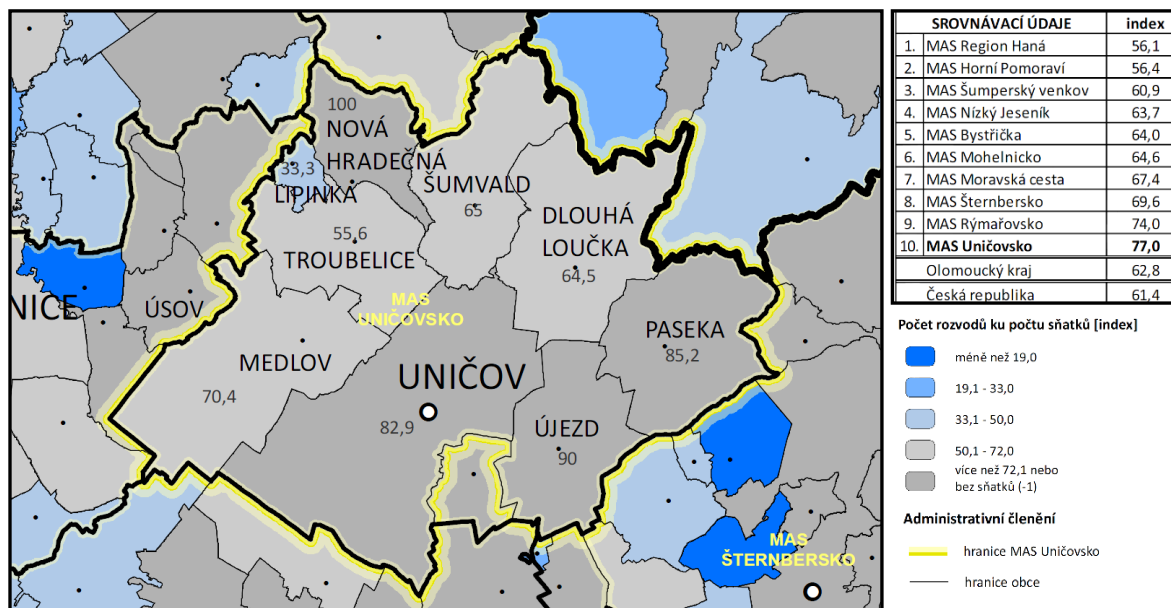 100
NOVÁ
HRADEČNÁ
33,3
LIPINKA
ŠUMVALD
65
DLOUHÁ
LOUČKA
64,5
55,6
TROUBELICE
NICE
ÚSOV
MAS
UNIČOVSKO
PASEKA
85,2
MEDLOV
70,4
UNIČOV
82,9
ÚJEZD
90
MAS
ŠTERNBERSKO
SROVNÁVACÍ ÚDAJE index
1. MAS Region Haná 56,1
2. MAS Horní Pomoraví 56,4
3. MAS Šumperský venkov 60,9
4. MAS Nízký Jeseník 63,7
5. MAS Bystřička 64,0
6. MAS Mohelnicko 64,6
7. MAS Moravská cesta 67,4
8. MAS Šternbersko 69,6
9. MAS Rýmařovsko 74,0
10. MAS Uničovsko 77,0
Olomoucký kraj 62,8
Česká republika 61,4
Počet rozvodů ku počtu sňatků [index]
méně než 19,0
19,1 - 33,0
33,1 - 50,0
50,1 - 72,0
více než 72,1 nebo
bez sňatků (-1)
Administrativní členění
hranice MAS Uničovsko
hranice obce